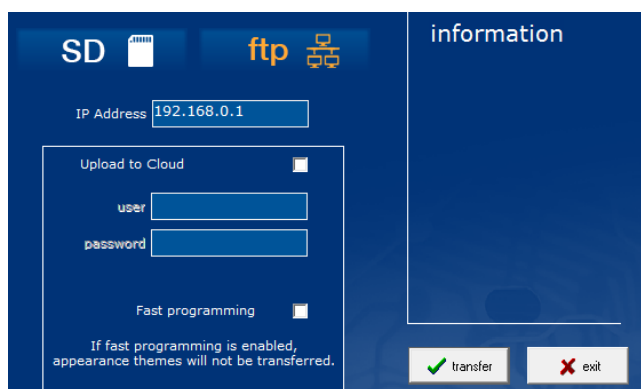 SD
ftp
information
IP Address 192.168.0.1
Upload to Cloud
user
password
Fast programming
If fast programming is enabled,
appearance themes will not be transferred.
transfer
exit